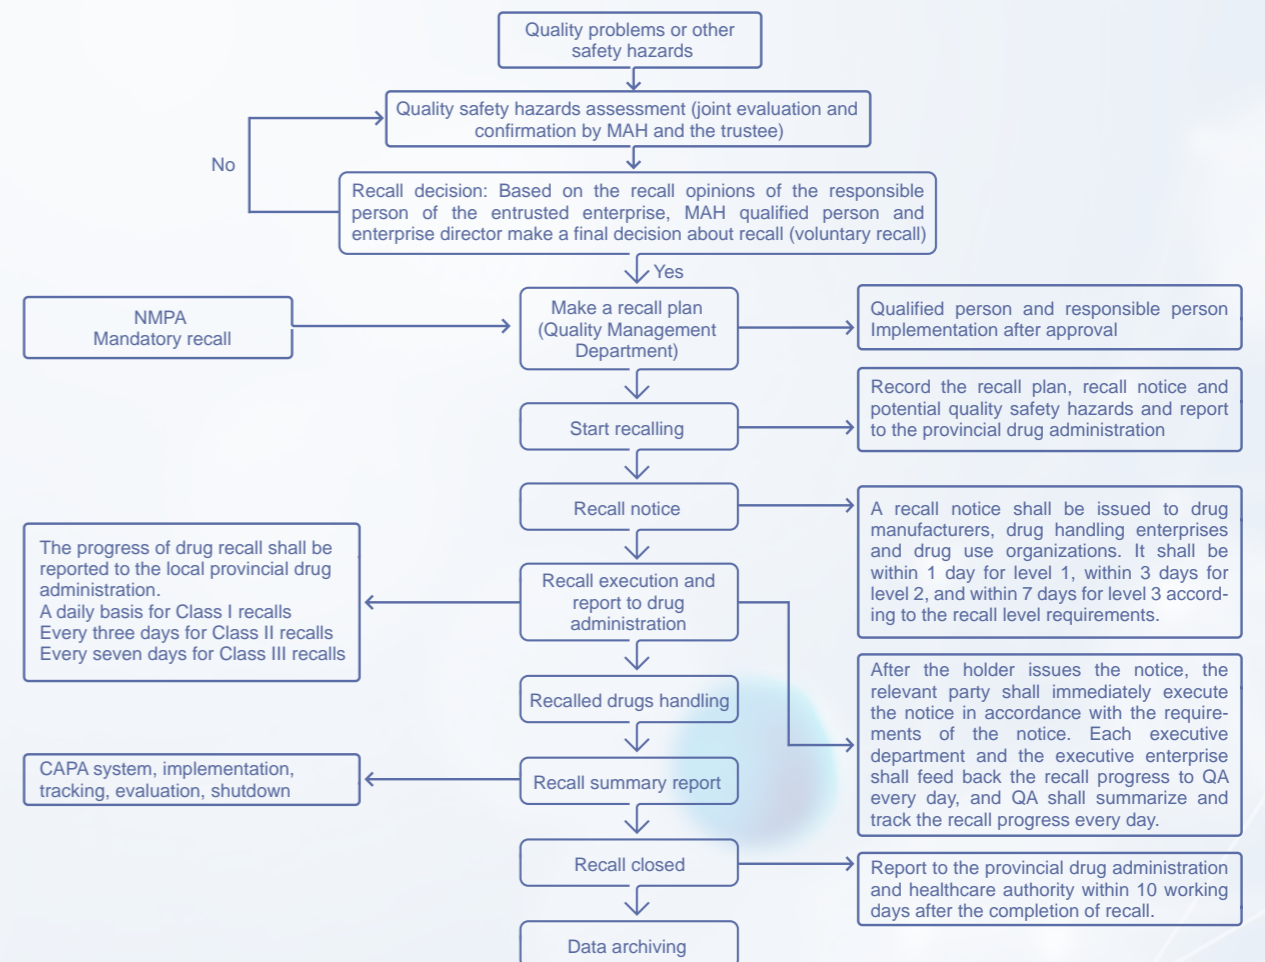 Quality problems or other
safety hazards
Quality safety hazards assessment (joint evaluation and
confirmation by MAH and the trustee)
No
Recall decision: Based on the recall opinions of the responsible
person of the entrusted enterprise, MAH qualified person and
enterprise director make a final decision about recall (voluntary recall)
Yes
NMPA
Mandatory recall
Make a recall plan
(Quality Management
Department)
Qualified person and responsible person
Implementation after approval
Start recalling
Record the recall plan, recall notice and
potential quality safety hazards and report
to the provincial drug administration
Recall notice
A recall notice shall be issued to drug
manufacturers, drug handling enterprises
and drug use organizations. It shall be
within 1 day for level 1, within 3 days for
level 2, and within 7 days for level 3 accord-
ing to the recall level requirements.
The progress of drug recall shall be
reported to the local provincial drug
administration.
A daily basis for Class I recalls
Every three days for Class II recalls
Every seven days for Class III recalls
Recall execution and
report to drug
administration
After the holder issues the notice, the
relevant party shall immediately execute
the notice in accordance with the require-
ments of the notice. Each executive
department and the executive enterprise
shall feed back the recall progress to QA
every day, and QA shall summarize and
track the recall progress every day.
Recalled drugs handling
CAPA system, implementation,
tracking, evaluation, shutdown
Recall summary report
Recall closed
Report to the provincial drug administration
and healthcare authority within 10 working
days after the completion of recall.
Data archiving